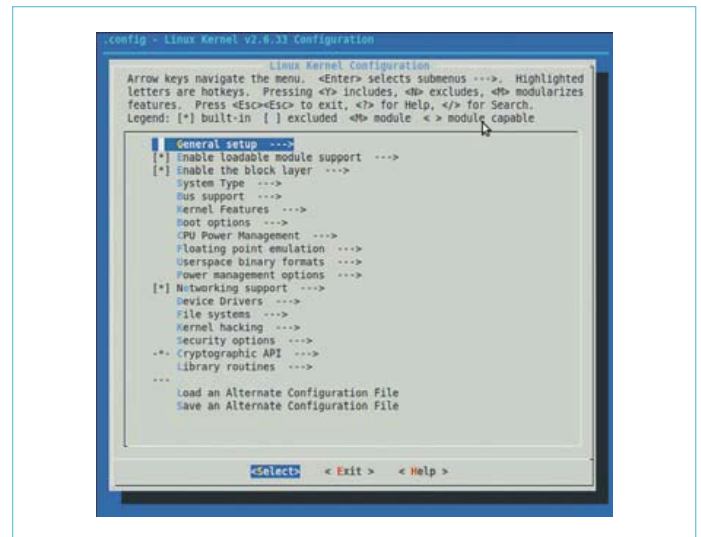 .config - Linux Kernel v2.6.33 Configuration
Linux Kernel Configuration
Arrow keys navigate the menu. <Enter> selects submenus --->. Highlighted
letters are hotkeys. Pressing <Y> includes, <N> excludes, <M> modularizes
features. Press <Esc><Esc> to exit, <?> for Help, </> for Search.
Legend: [*] built-in [ ] excluded <M> module < > module capable
General setup --->
[*] Enable loadable module support --->
[*] Enable the block layer --->
System Type --->
Bus support --->
Kernel Features --->
Boot options --->
CPU Power Management --->
Floating point emulation --->
Userspace binary formats --->
Power management options --->
[*] Networking support --->
Device Drivers --->
File systems --->
Kernel hacking --->
Security options --->
-*- Cryptographic API --->
Library routines --->
---
Load an Alternate Configuration File
Save an Alternate Configuration File
<Select> < Exit > < Help >